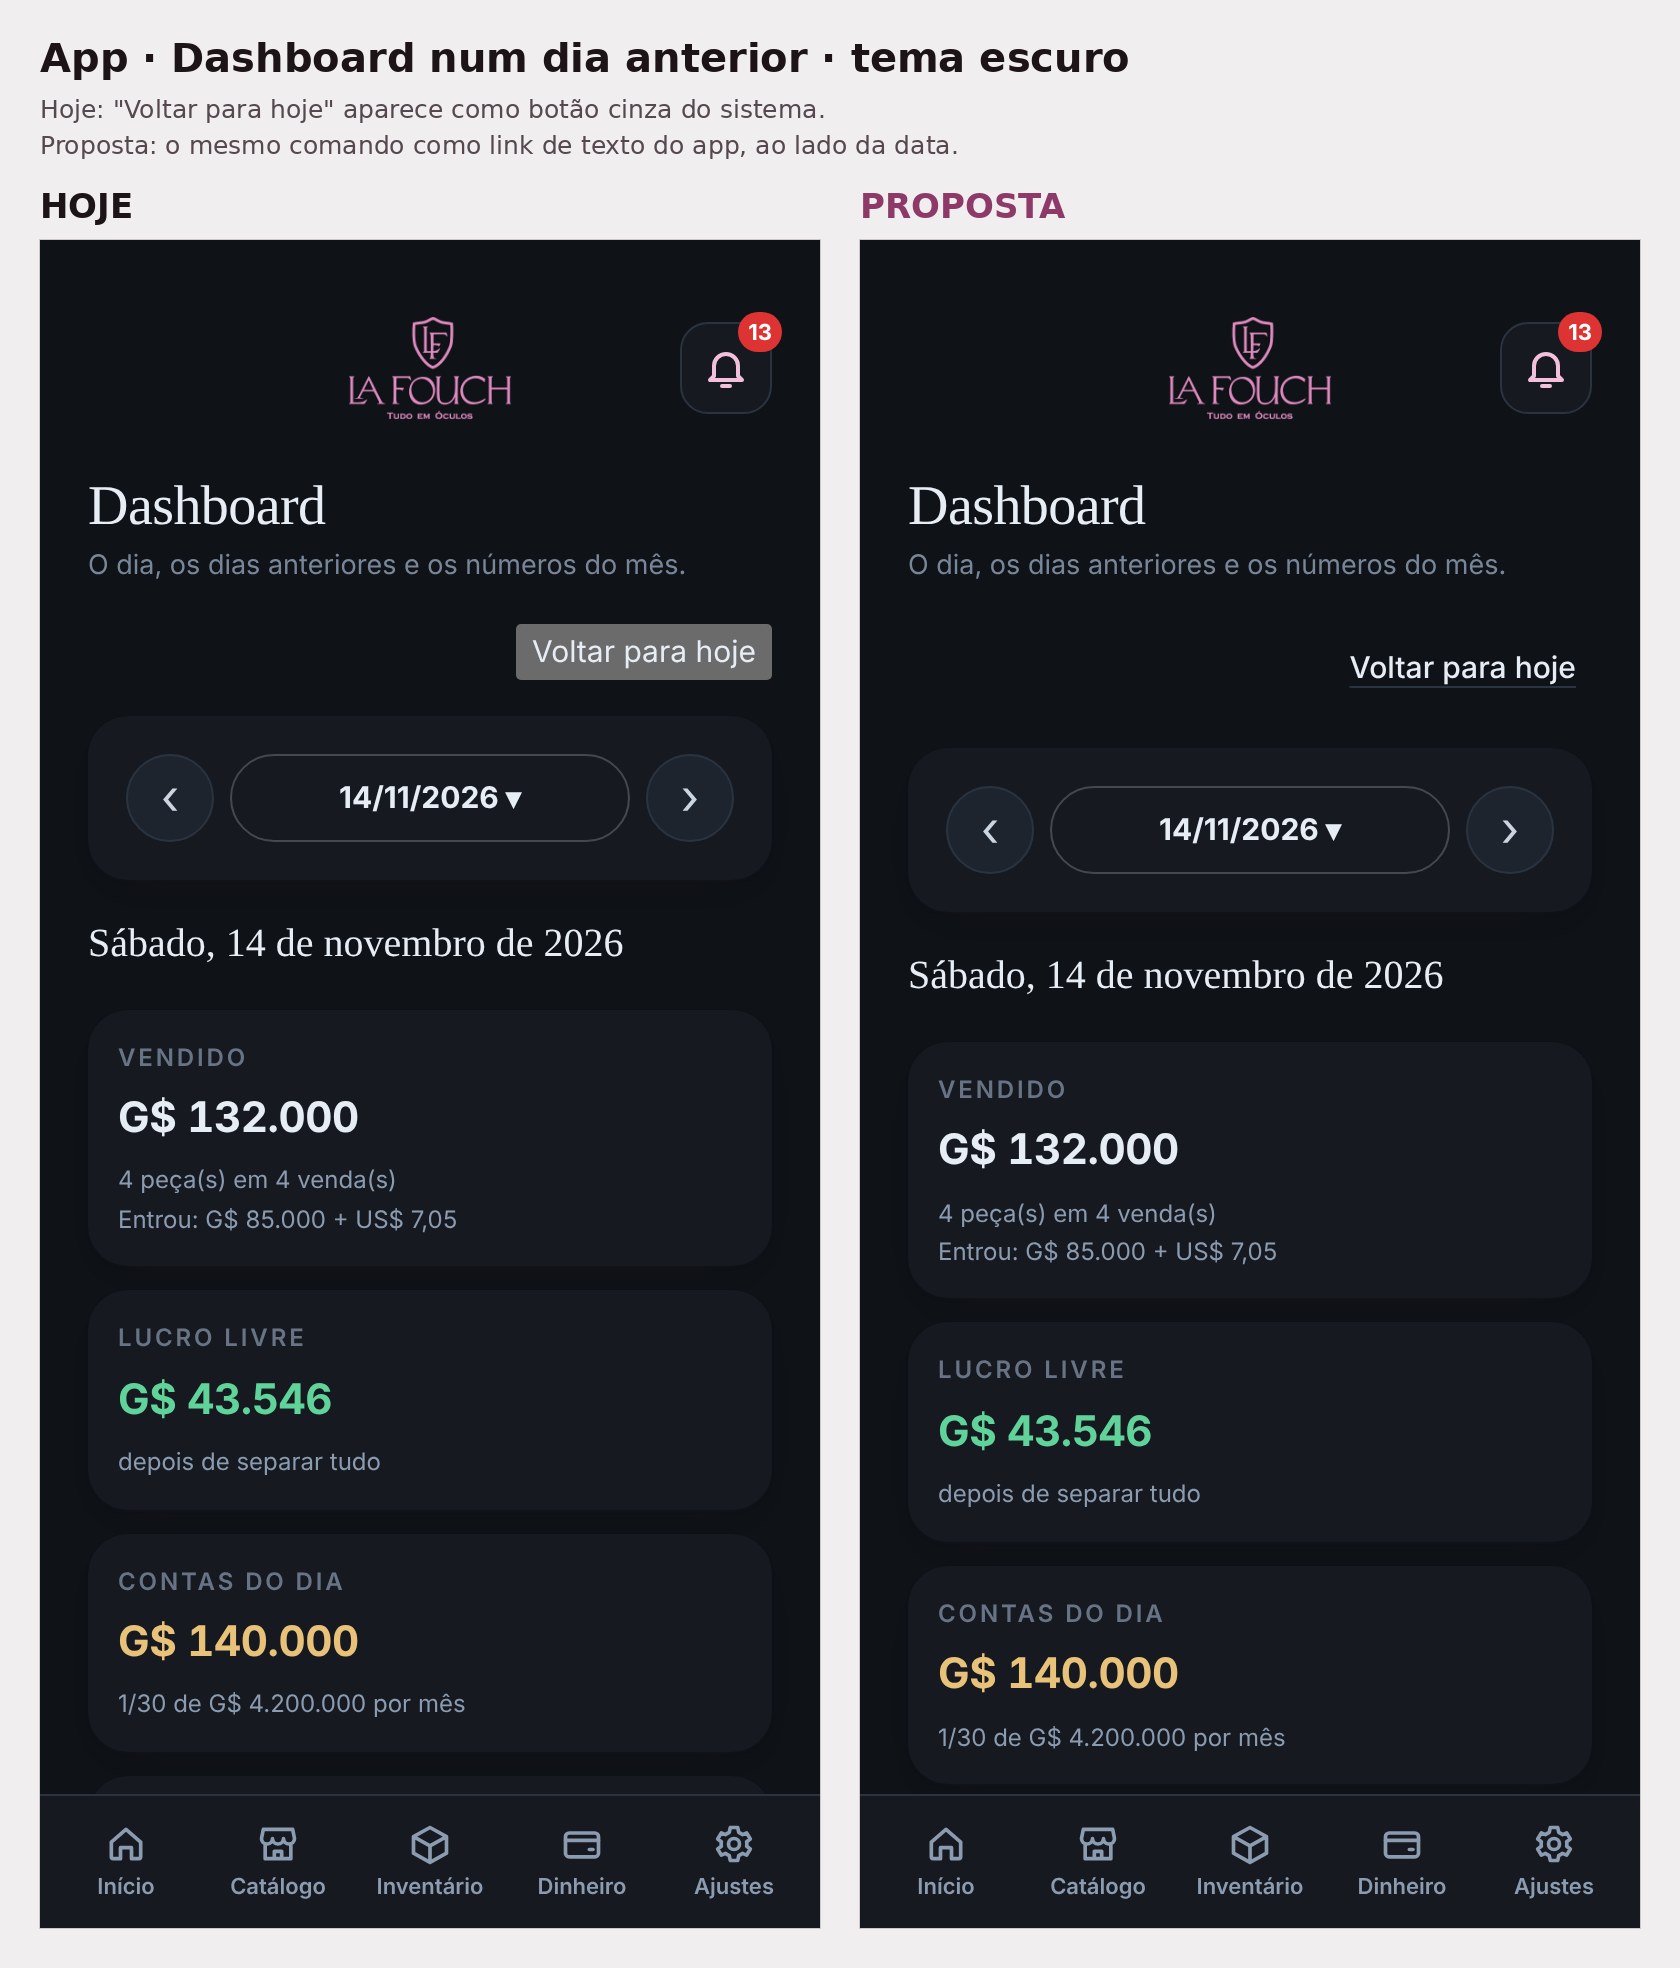 App · Dashboard num dia anterior · tema escuro
Hoje: "Voltar para hoje" aparece como botão cinza do sistema.
Proposta: o mesmo comando como link de texto do app, ao lado da data.
HOJE
LF
LA FOUCH
TUDO EM ÓCULOS
13
Dashboard
O dia, os dias anteriores e os números do mês.
Voltar para hoje
‹ 14/11/2026 ▾ ›
Sábado, 14 de novembro de 2026
VENDIDO
G$ 132.000
4 peça(s) em 4 venda(s)
Entrou: G$ 85.000 + US$ 7,05
LUCRO LIVRE
G$ 43.546
depois de separar tudo
CONTAS DO DIA
G$ 140.000
1/30 de G$ 4.200.000 por mês
Início Catálogo Inventário Dinheiro Ajustes
PROPOSTA
LF
LA FOUCH
TUDO EM ÓCULOS
13
Dashboard
O dia, os dias anteriores e os números do mês.
Voltar para hoje
‹ 14/11/2026 ▾ ›
Sábado, 14 de novembro de 2026
VENDIDO
G$ 132.000
4 peça(s) em 4 venda(s)
Entrou: G$ 85.000 + US$ 7,05
LUCRO LIVRE
G$ 43.546
depois de separar tudo
CONTAS DO DIA
G$ 140.000
1/30 de G$ 4.200.000 por mês
Início Catálogo Inventário Dinheiro Ajustes